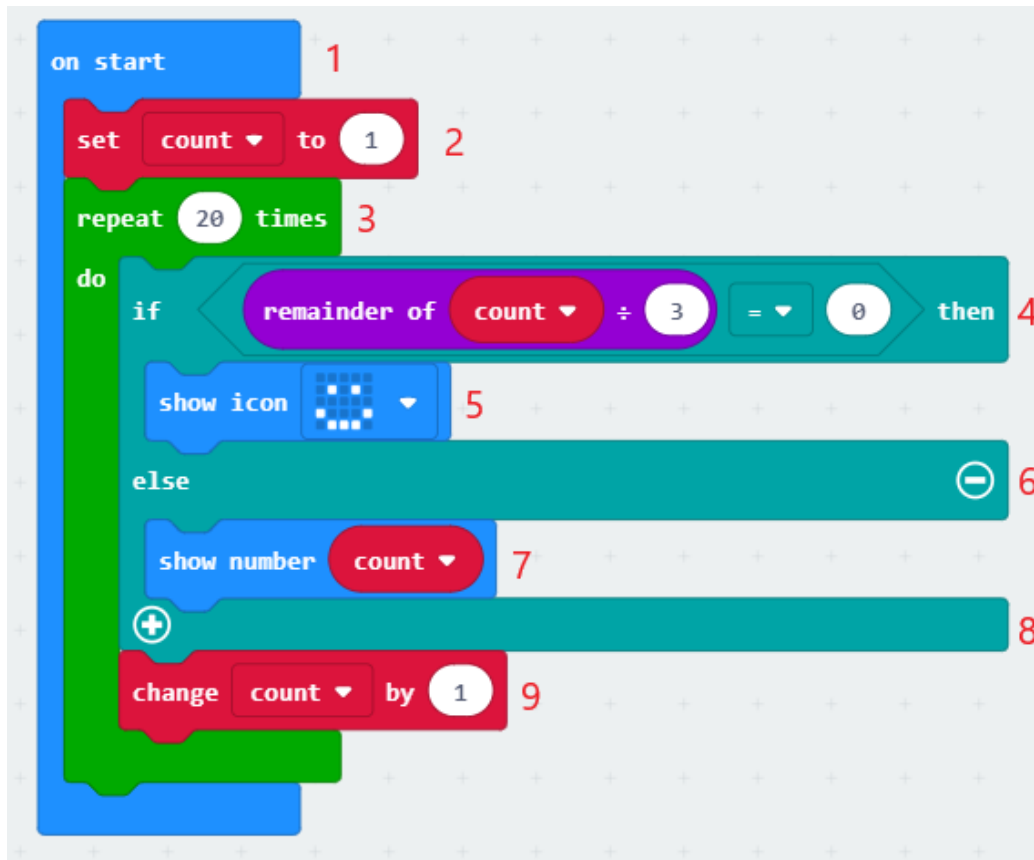 on start 1
set count to 1 2
repeat 20 times 3
do
if remainder of count ÷ 3 = 0 then 4
show icon 5
else 6
show number count 7
8
change count by 1 9